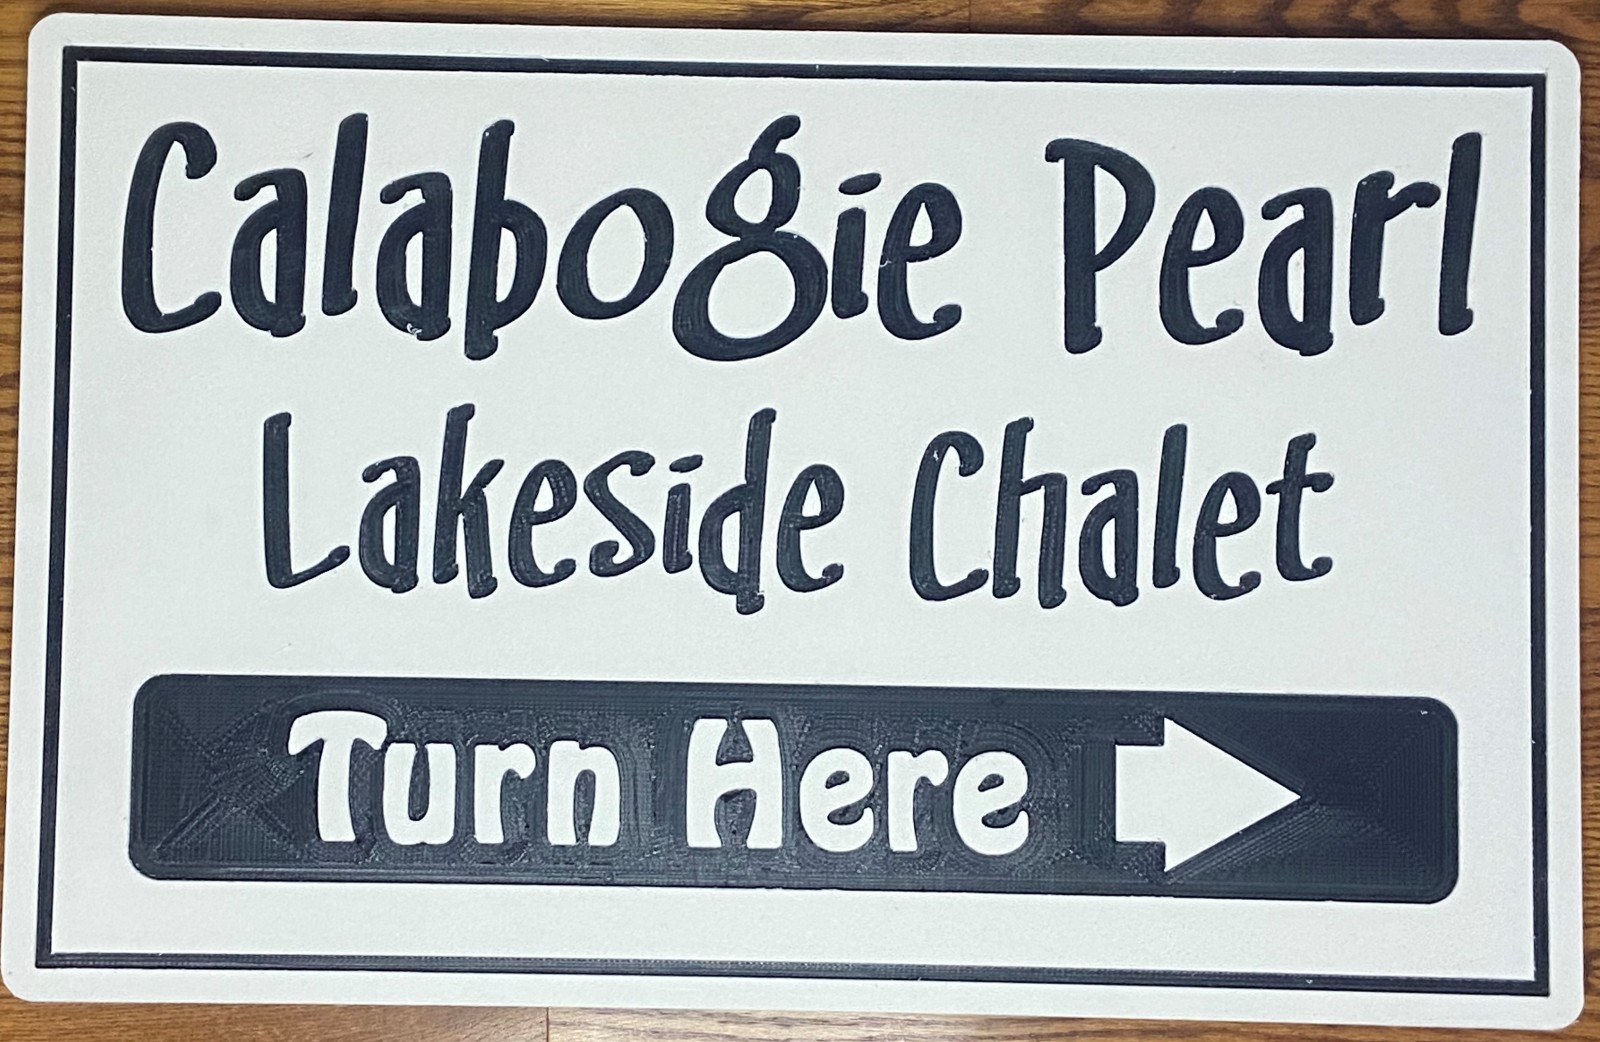 Calabogie Pearl
Lakeside Chalet
Turn Here